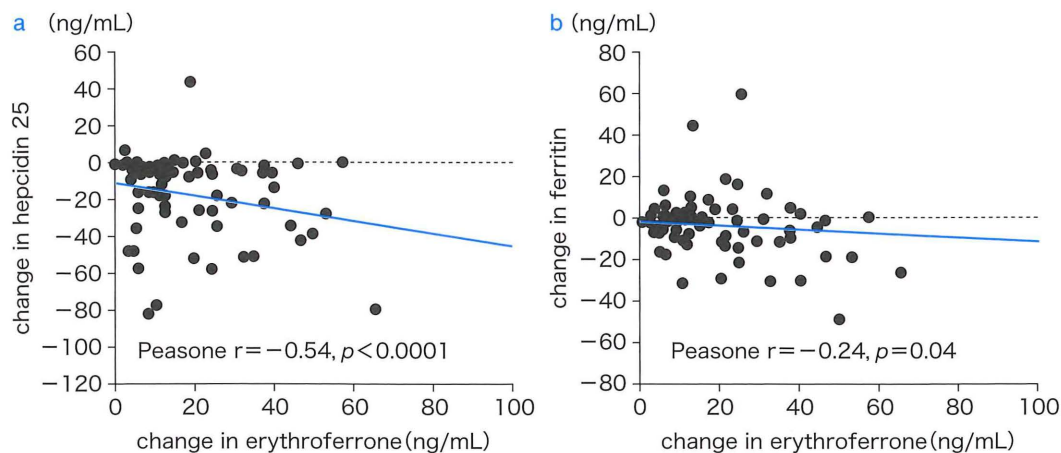 a (ng/mL)
change in hepcidin 25
60
40
20
0
−20
−40
−60
−80
−100
−120
Peasone r=−0.54, p<0.0001
0 20 40 60 80 100
change in erythroferrone(ng/mL)
b (ng/mL)
change in ferritin
80
60
40
20
0
−20
−40
−60
−80
Peasone r=−0.24, p=0.04
0 20 40 60 80 100
change in erythroferrone(ng/mL)